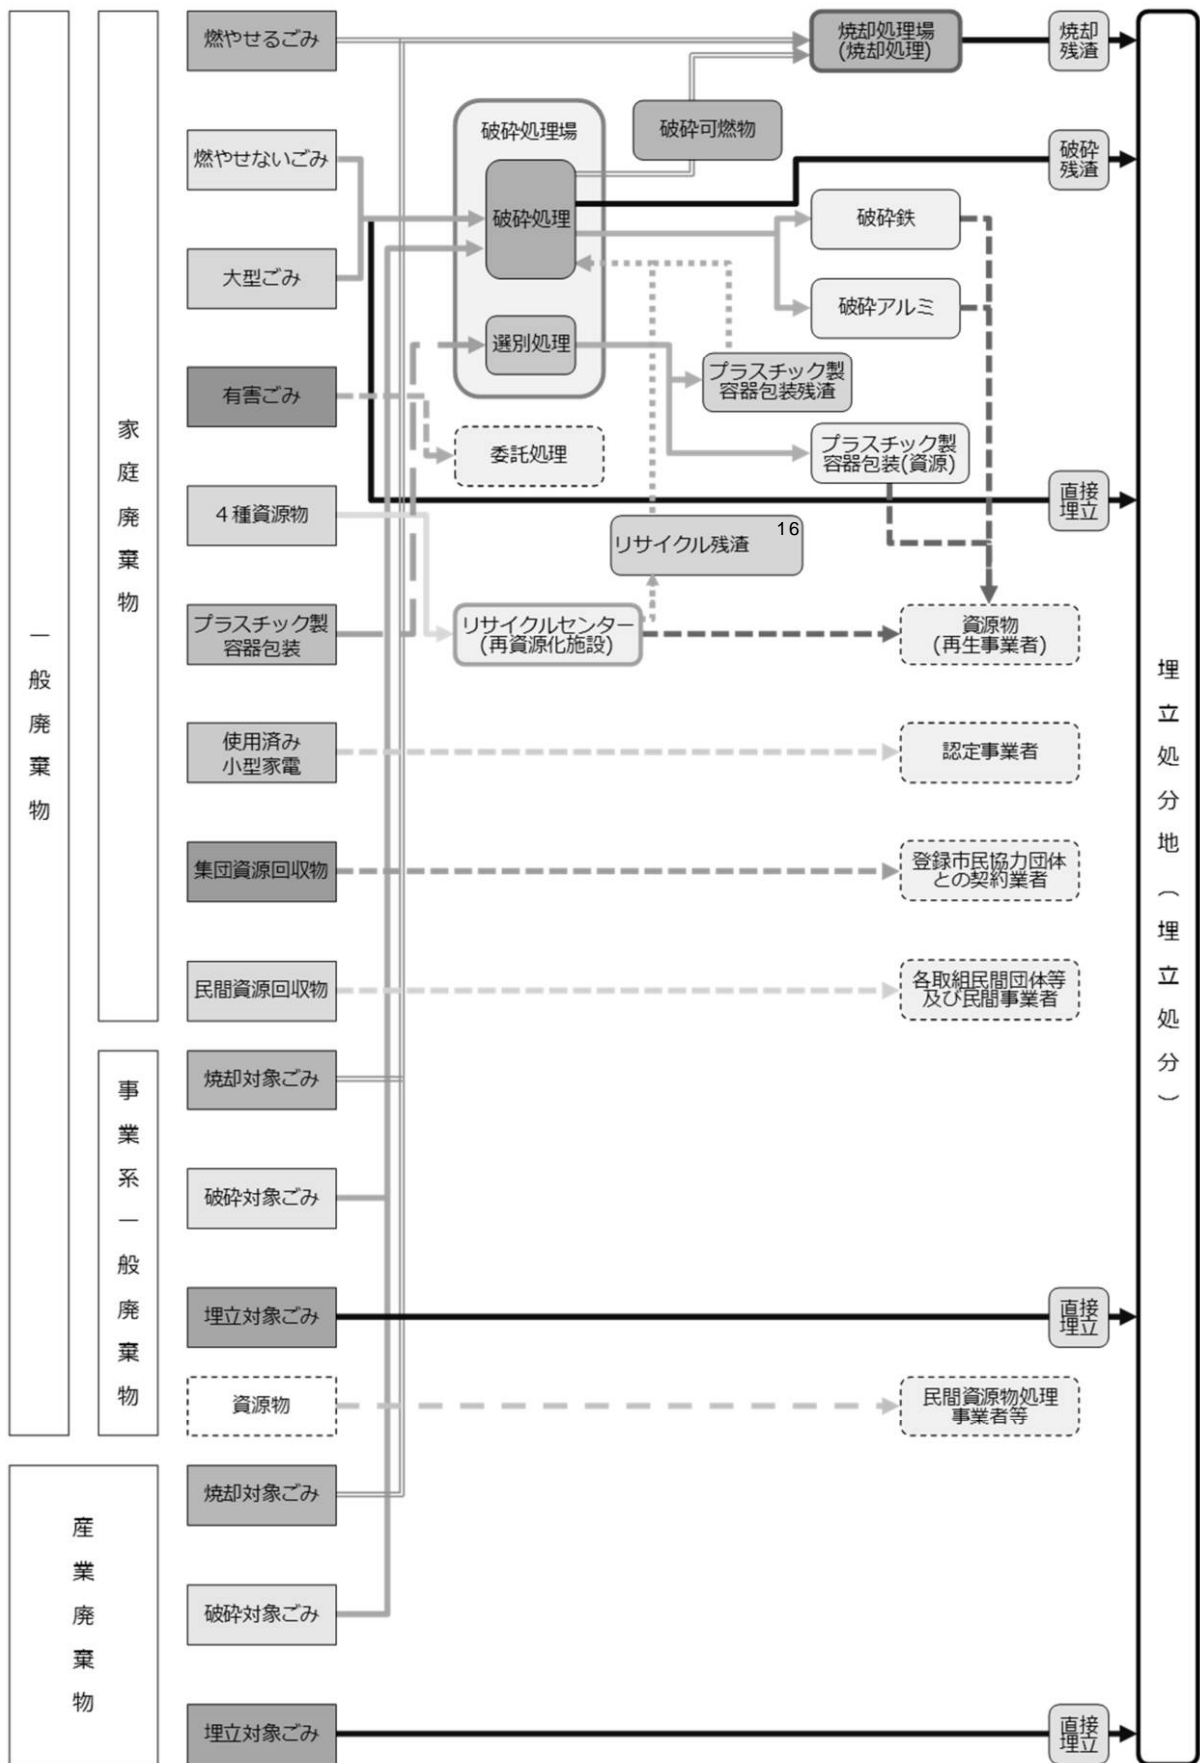 一般廃棄物
家庭廃棄物
燃やせるごみ
焼却処理場
(焼却処理)
焼却
残渣
破砕可燃物
破砕処理場
燃やせないごみ
破砕
残渣
破砕処理
破砕鉄
大型ごみ
破砕アルミ
選別処理
プラスチック製
容器包装残渣
有害ごみ
委託処理
プラスチック製
容器包装(資源)
直接
埋立
４種資源物
リサイクル残渣
16
プラスチック製
容器包装
リサイクルセンター
(再資源化施設)
資源物
(再生事業者)
使用済み
小型家電
認定事業者
集団資源回収物
登録市民協力団体
との契約業者
民間資源回収物
各取組民間団体等
及び民間事業者
事業系一般廃棄物
焼却対象ごみ
破砕対象ごみ
埋立対象ごみ
直接
埋立
資源物
民間資源物処理
事業者等
産業廃棄物
焼却対象ごみ
破砕対象ごみ
埋立対象ごみ
直接
埋立
埋立処分地（埋立処分）